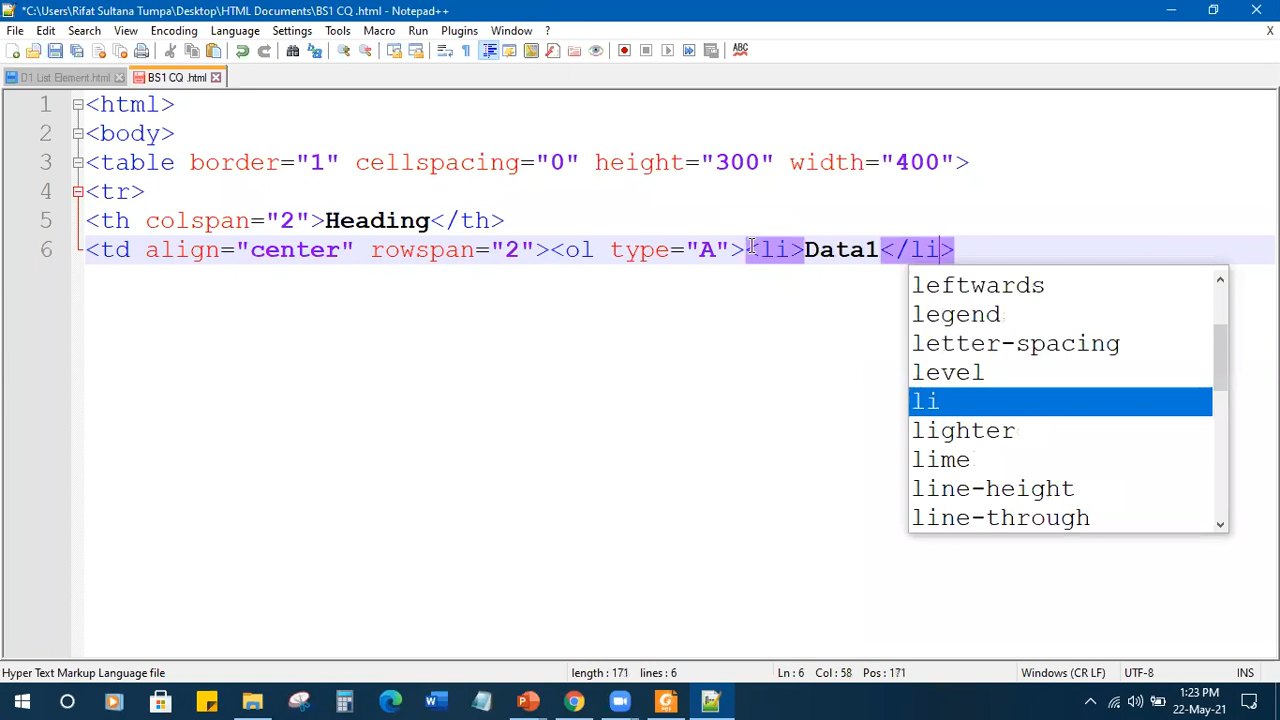 *C:\Users\Rifat Sultana Tumpa\Desktop\HTML Documents\BS1 CQ .html - Notepad++
File Edit Search View Encoding Language Settings Tools Macro Run Plugins Window ? X
D1 List Element.html BS1 CQ .html
1 <html>
2 <body>
3 <table border="1" cellspacing="0" height="300" width="400">
4 <tr>
5 <th colspan="2">Heading</th>
6 <td align="center" rowspan="2"><ol type="A"><li>Data1</li>
leftwards
legend
letter-spacing
level
li
lighter
lime
line-height
line-through
Hyper Text Markup Language file length : 171 lines : 6 Ln : 6 Col : 58 Pos : 171 Windows (CR LF) UTF-8 INS
1:23 PM
22-May-21